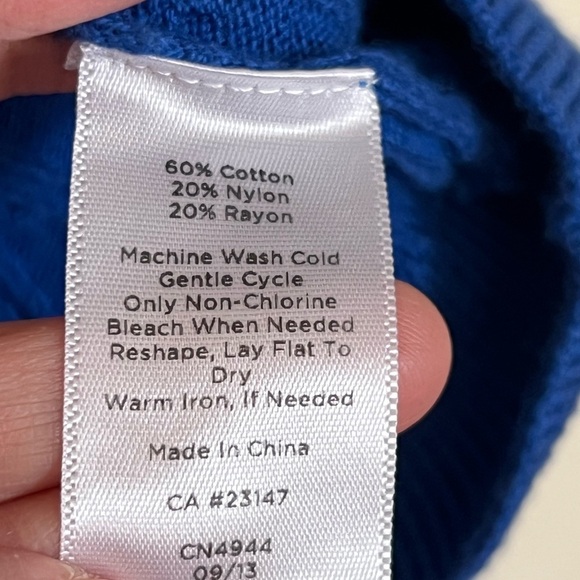 60% Cotton
20% Nylon
20% Rayon
Machine Wash Cold
Gentle Cycle
Only Non-Chlorine
Bleach When Needed
Reshape, Lay Flat To
Dry
Warm Iron, If Needed
Made In China
CA #23147
CN4944
09/13